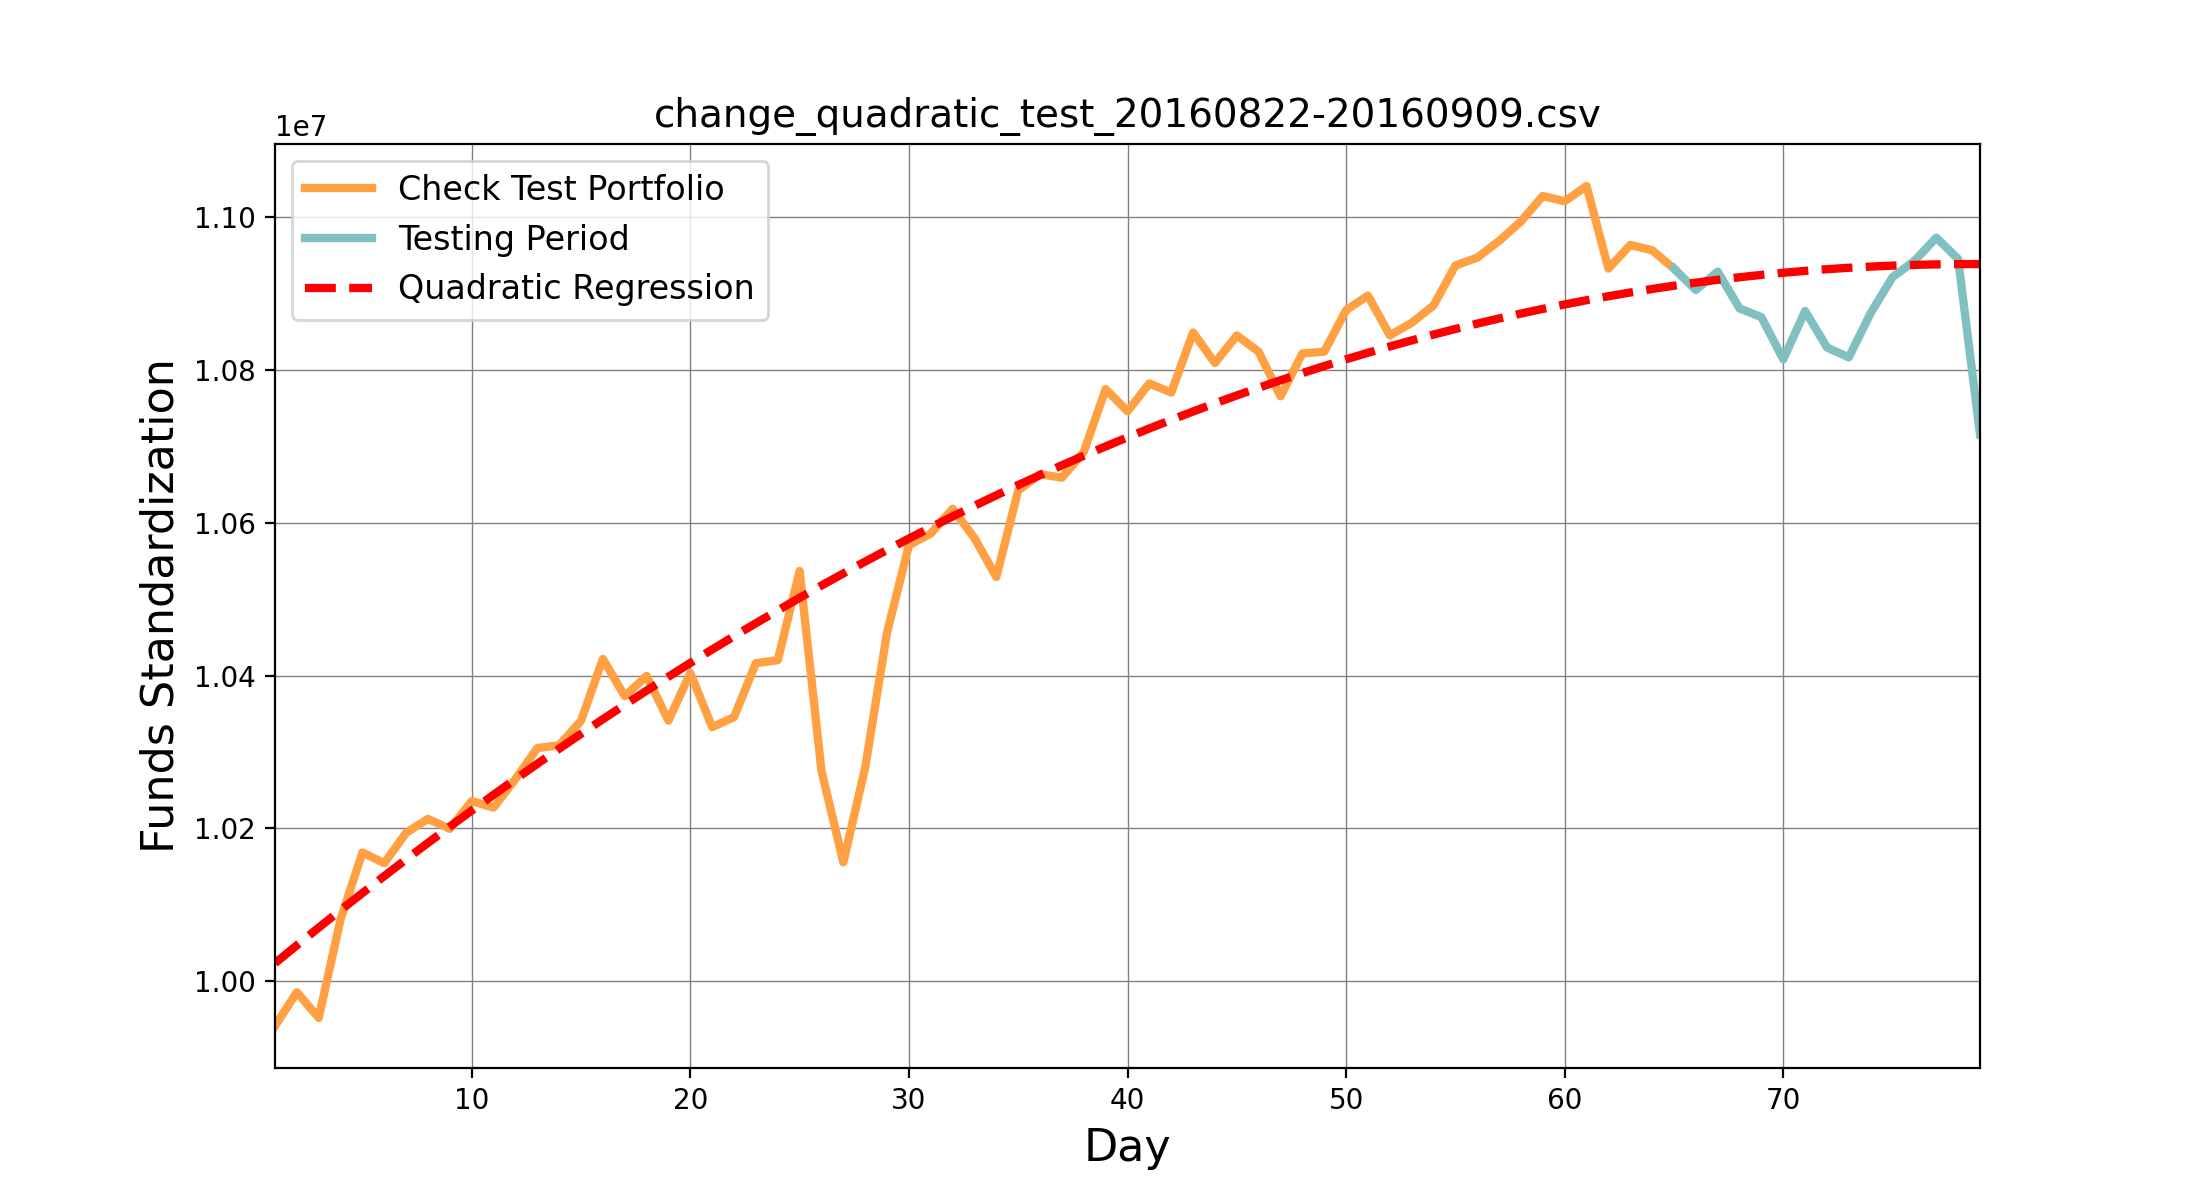 change_quadratic_test_20160822-20160909.csv
1e7
Check Test Portfolio
Testing Period
Quadratic Regression
Funds Standardization
1.10
1.08
1.06
1.04
1.02
1.00
10 20 30 40 50 60 70
Day